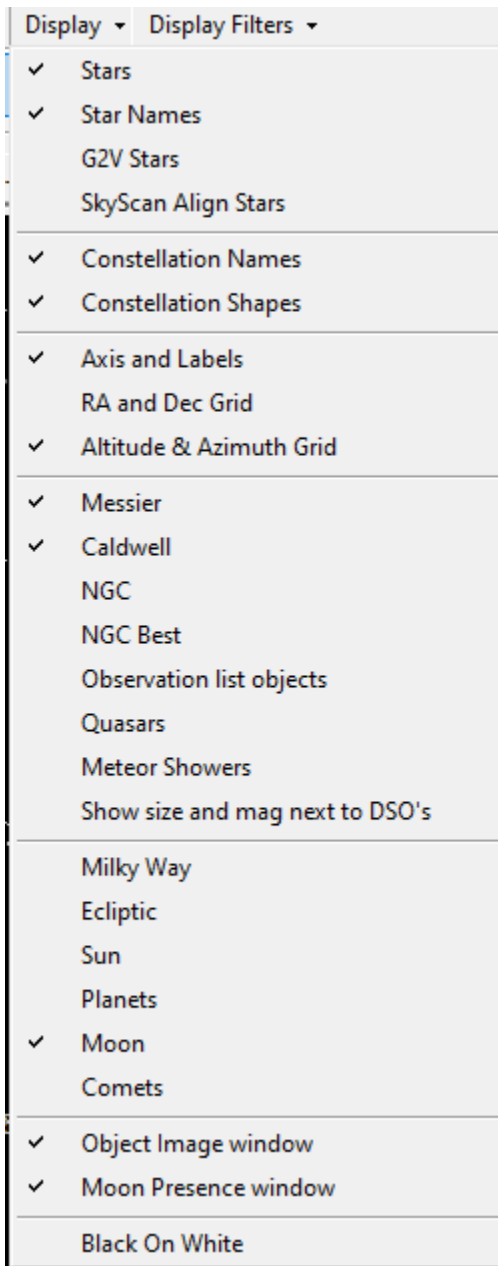 Display Display Filters
Stars
Star Names
G2V Stars
SkyScan Align Stars
Constellation Names
Constellation Shapes
Axis and Labels
RA and Dec Grid
Altitude & Azimuth Grid
Messier
Caldwell
NGC
NGC Best
Observation list objects
Quasars
Meteor Showers
Show size and mag next to DSO's
Milky Way
Ecliptic
Sun
Planets
Moon
Comets
Object Image window
Moon Presence window
Black On White